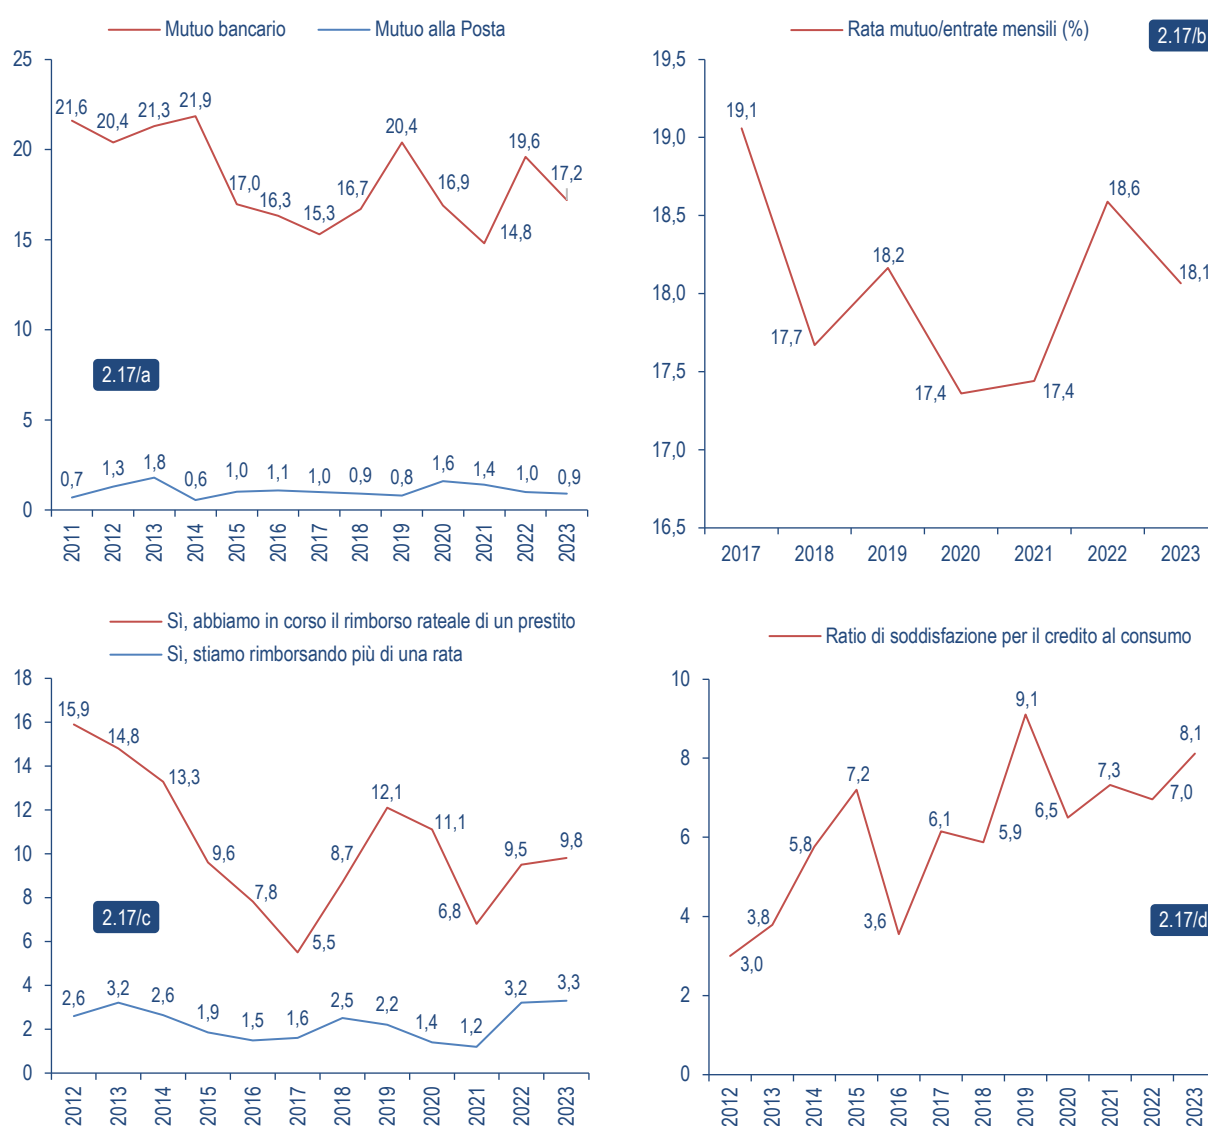 Mutuo bancario Mutuo alla Posta
25
20
15
10
5
0
21,6 20,4 21,3 21,9 17,0 16,3 15,3 16,7 20,4 16,9 14,8 19,6 17,2
2.17/a
0,7 1,3 1,8 0,6 1,0 1,1 1,0 0,9 0,8 1,6 1,4 1,0 0,9
2011 2012 2013 2014 2015 2016 2017 2018 2019 2020 2021 2022 2023
Rata mutuo/entrate mensili (%)
2.17/b
19,5
19,0
18,5
18,0
17,5
17,0
16,5
19,1 17,7 18,2 17,4 17,4 18,6 18,1
2017 2018 2019 2020 2021 2022 2023
Sì, abbiamo in corso il rimborso rateale di un prestito
Sì, stiamo rimborsando più di una rata
18
16
14
12
10
8
6
4
2
0
15,9 14,8 13,3 9,6 7,8 5,5 8,7 12,1 11,1 6,8 9,5 9,8
2.17/c
2,6 3,2 2,6 1,9 1,5 1,6 2,5 2,2 1,4 1,2 3,2 3,3
2012 2013 2014 2015 2016 2017 2018 2019 2020 2021 2022 2023
Ratio di soddisfazione per il credito al consumo
10
8
6
4
2
0
3,0 3,8 5,8 7,2 3,6 6,1 5,9 9,1 6,5 7,3 7,0 8,1
2.17/d
2012 2013 2014 2015 2016 2017 2018 2019 2020 2021 2022 2023